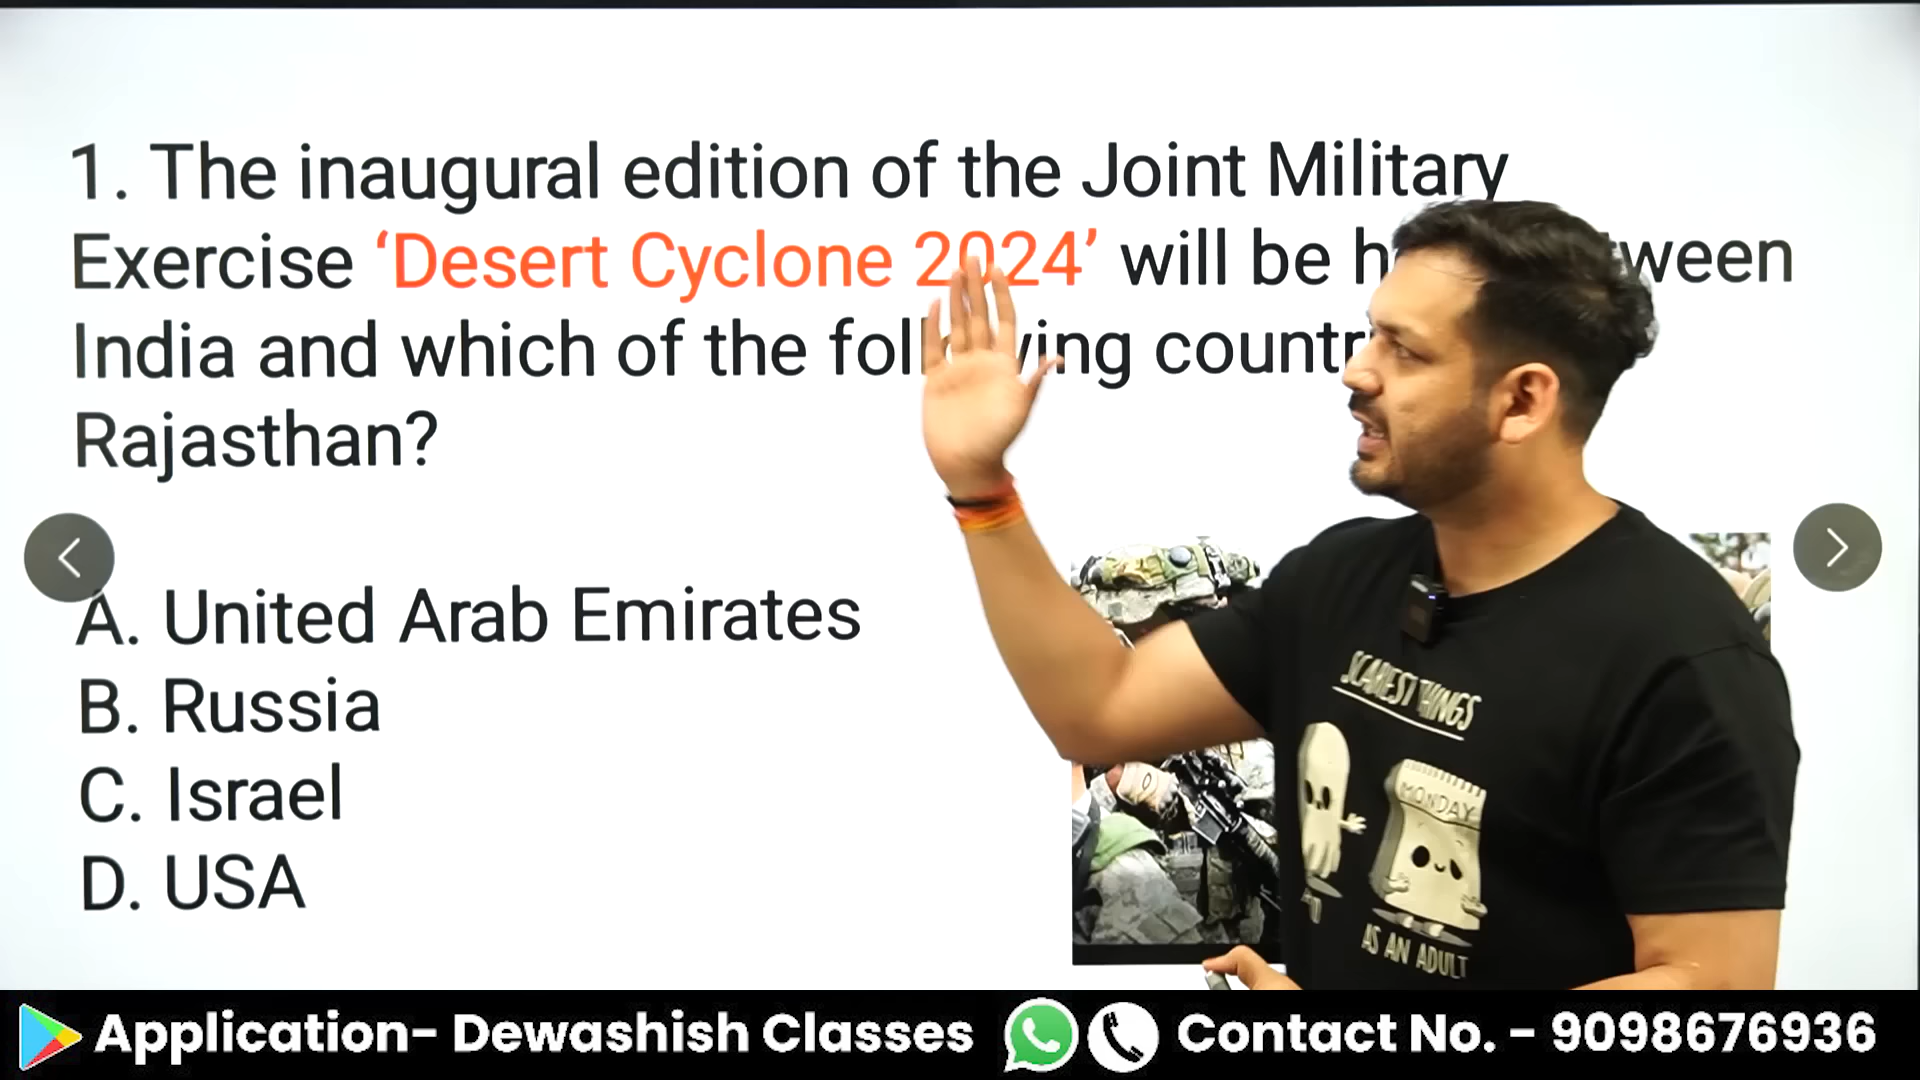 1. The inaugural edition of the Joint Military
Exercise ‘Desert Cyclone 2024’ will be
India and which of the following
Rajasthan?
A. United Arab Emirates
B. Russia
C. Israel
D. USA
SCARIEST THINGS
MONDAY
AS AN ADULT
Application- Dewashish Classes Contact No. - 9098676936